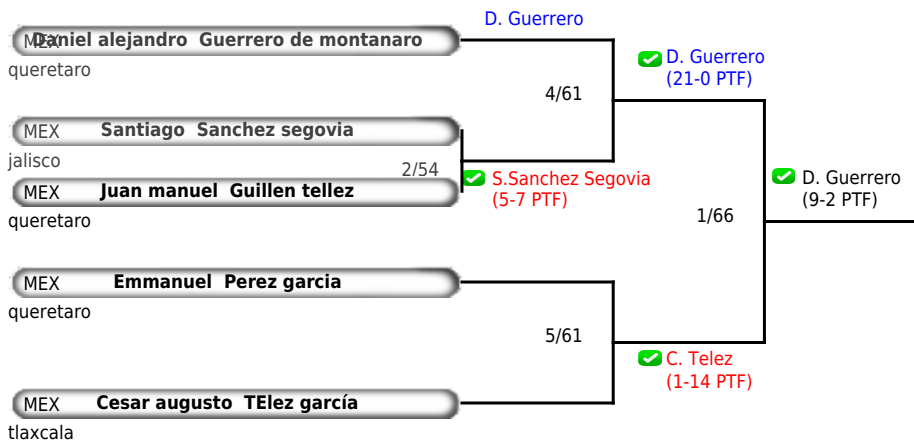 D. Guerrero
MEX Daniel alejandro Guerrero de montanaro
queretaro
D. Guerrero
(21-0 PTF)
4/61
MEX Santiago Sanchez segovia
jalisco
2/54
S.Sanchez Segovia
(5-7 PTF)
MEX Juan manuel Guillen tellez
queretaro
D. Guerrero
(9-2 PTF)
1/66
MEX Emmanuel Perez garcia
queretaro
5/61
C. Telez
(1-14 PTF)
MEX Cesar augusto TElez garcía
tlaxcala